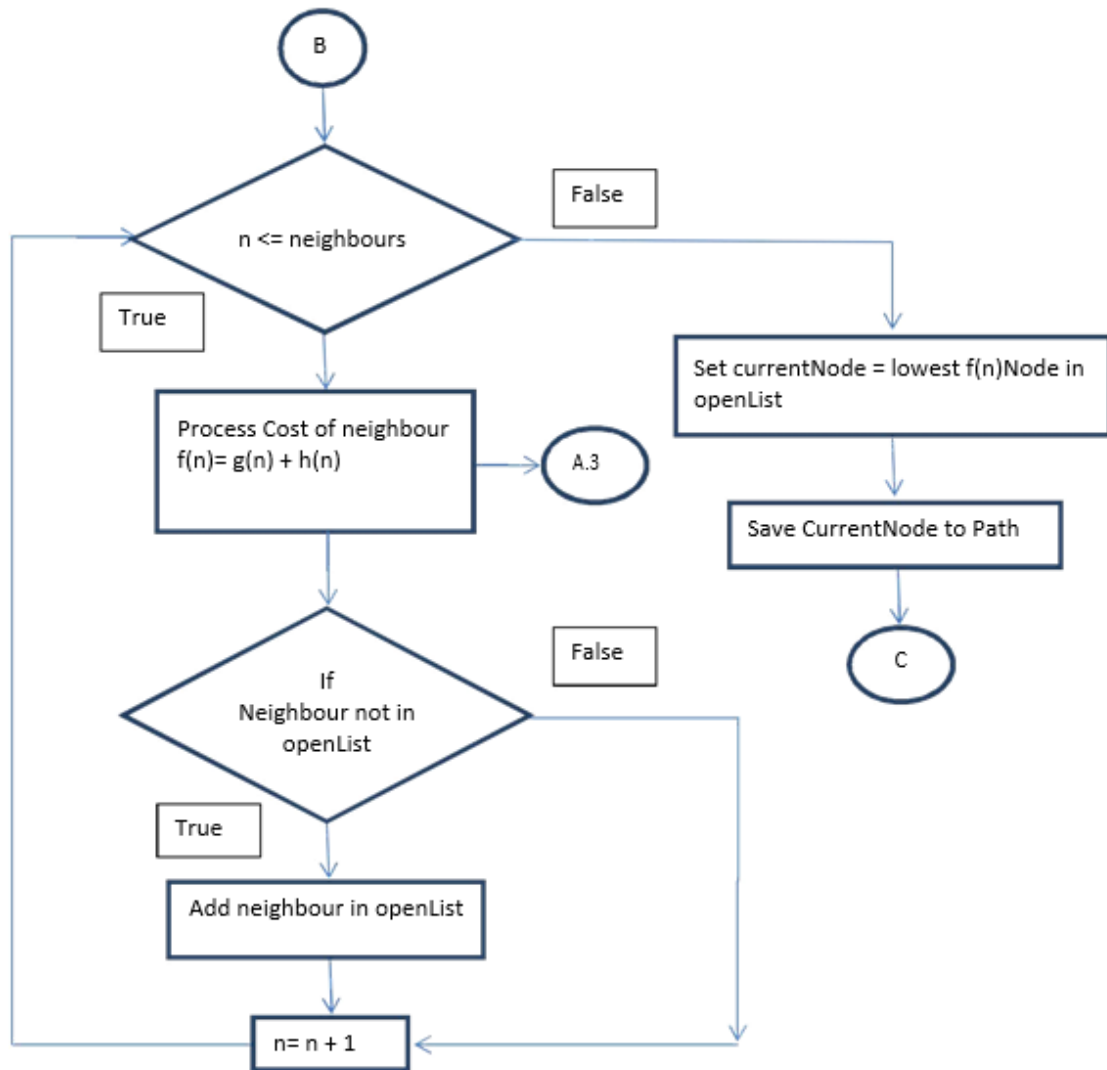 B
False
n <= neighbours
True
Set currentNode = lowest f(n)Node in
openList
Process Cost of neighbour
f(n)= g(n) + h(n)
A.3
Save CurrentNode to Path
False
C
If
Neighbour not in
openList
True
Add neighbour in openList
n= n + 1